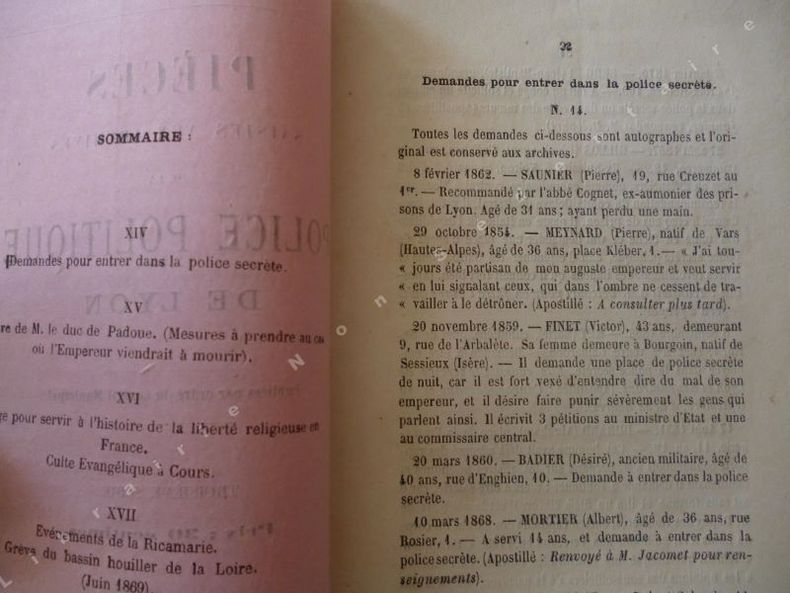 SOMMAIRE :
XIV
Demandes pour entrer dans la police secrète.
XV
re de M. le duc de Padoue. (Mesures à prendre au cas
où l'Empereur viendrait à mourir).
XVI
pour servir à l'histoire de la liberté religieuse en
France.
Culte Evangélique à Cours.
XVII
Evénements de la Ricamarie.
Grève du bassin houiller de la Loire.
(Juin 1869)
PIÈCES
POLICE POLITIQUE
DE LYON
92
Demandes pour entrer dans la police secrète.
N. 14.
Toutes les demandes ci-dessous sont autographes et l'ori-
ginal est conservé aux archives.
8 février 1862. — SAUNIER (Pierre), 19, rue Creuzet au
1er. — Recommandé par l'abbé Cognet, ex-aumonier des pri-
sons de Lyon. Agé de 31 ans ; ayant perdu une main.
29 octobre 1854. — MEYNARD (Pierre), natif de Vars
(Hautes-Alpes), âgé de 36 ans, place Kléber, 1. — « J'ai tou-
« jours été partisan de mon auguste empereur et veut servir
« en lui signalant ceux, qui dans l'ombre ne cessent de tra-
« vailler à le détrôner. (Apostillé : A consulter plus tard).
20 novembre 1859. — FINET (Victor), 43 ans, demeurant
9, rue de l'Arbalète. Sa femme demeure à Bourgoin, natif de
Sessieux (Isère). — Il demande une place de police secrète
de nuit, car il est fort vexé d'entendre dire du mal de son
empereur, et il désire faire punir sévèrement les gens qui
parlent ainsi. Il écrivit 3 pétitions au ministre d'Etat et une
au commissaire central.
20 mars 1860. — BADIER (Désiré), ancien militaire, âgé de
40 ans, rue d'Enghien, 10. — Demande à entrer dans la police
secrète.
10 mars 1868. — MORTIER (Albert), âgé de 36 ans, rue
Rosier, 1. — A servi 14 ans, et demande à entrer dans la
police secrète. (Apostillé : Renvoyé à M. Jacomet pour ren-
seignements).